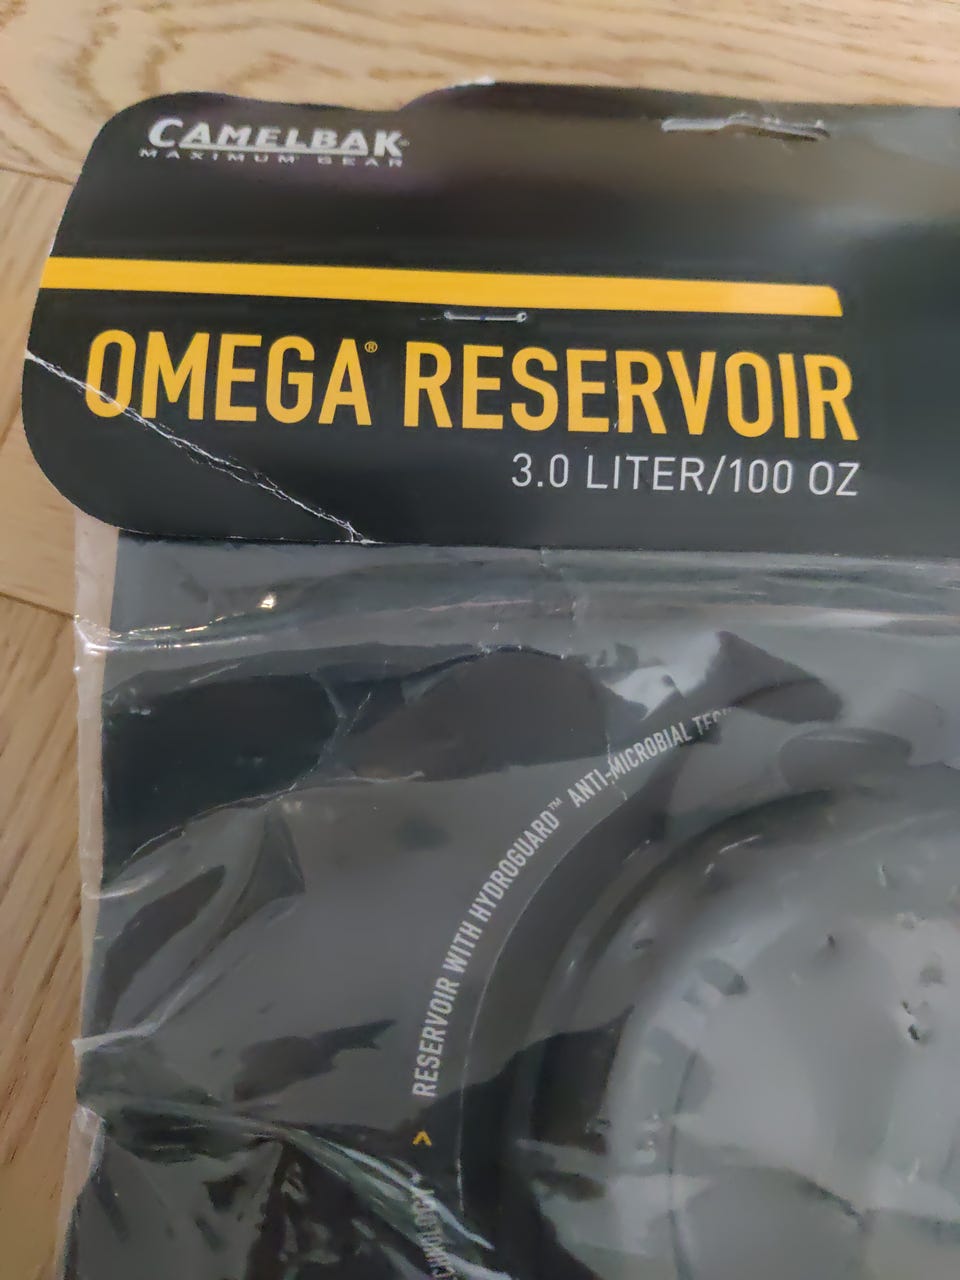 CAMELBAK
MAXIMUM GEAR
OMEGA® RESERVOIR
3.0 LITER/100 OZ
> RESERVOIR WITH HYDROGUARD™ ANTI-MICROBIAL